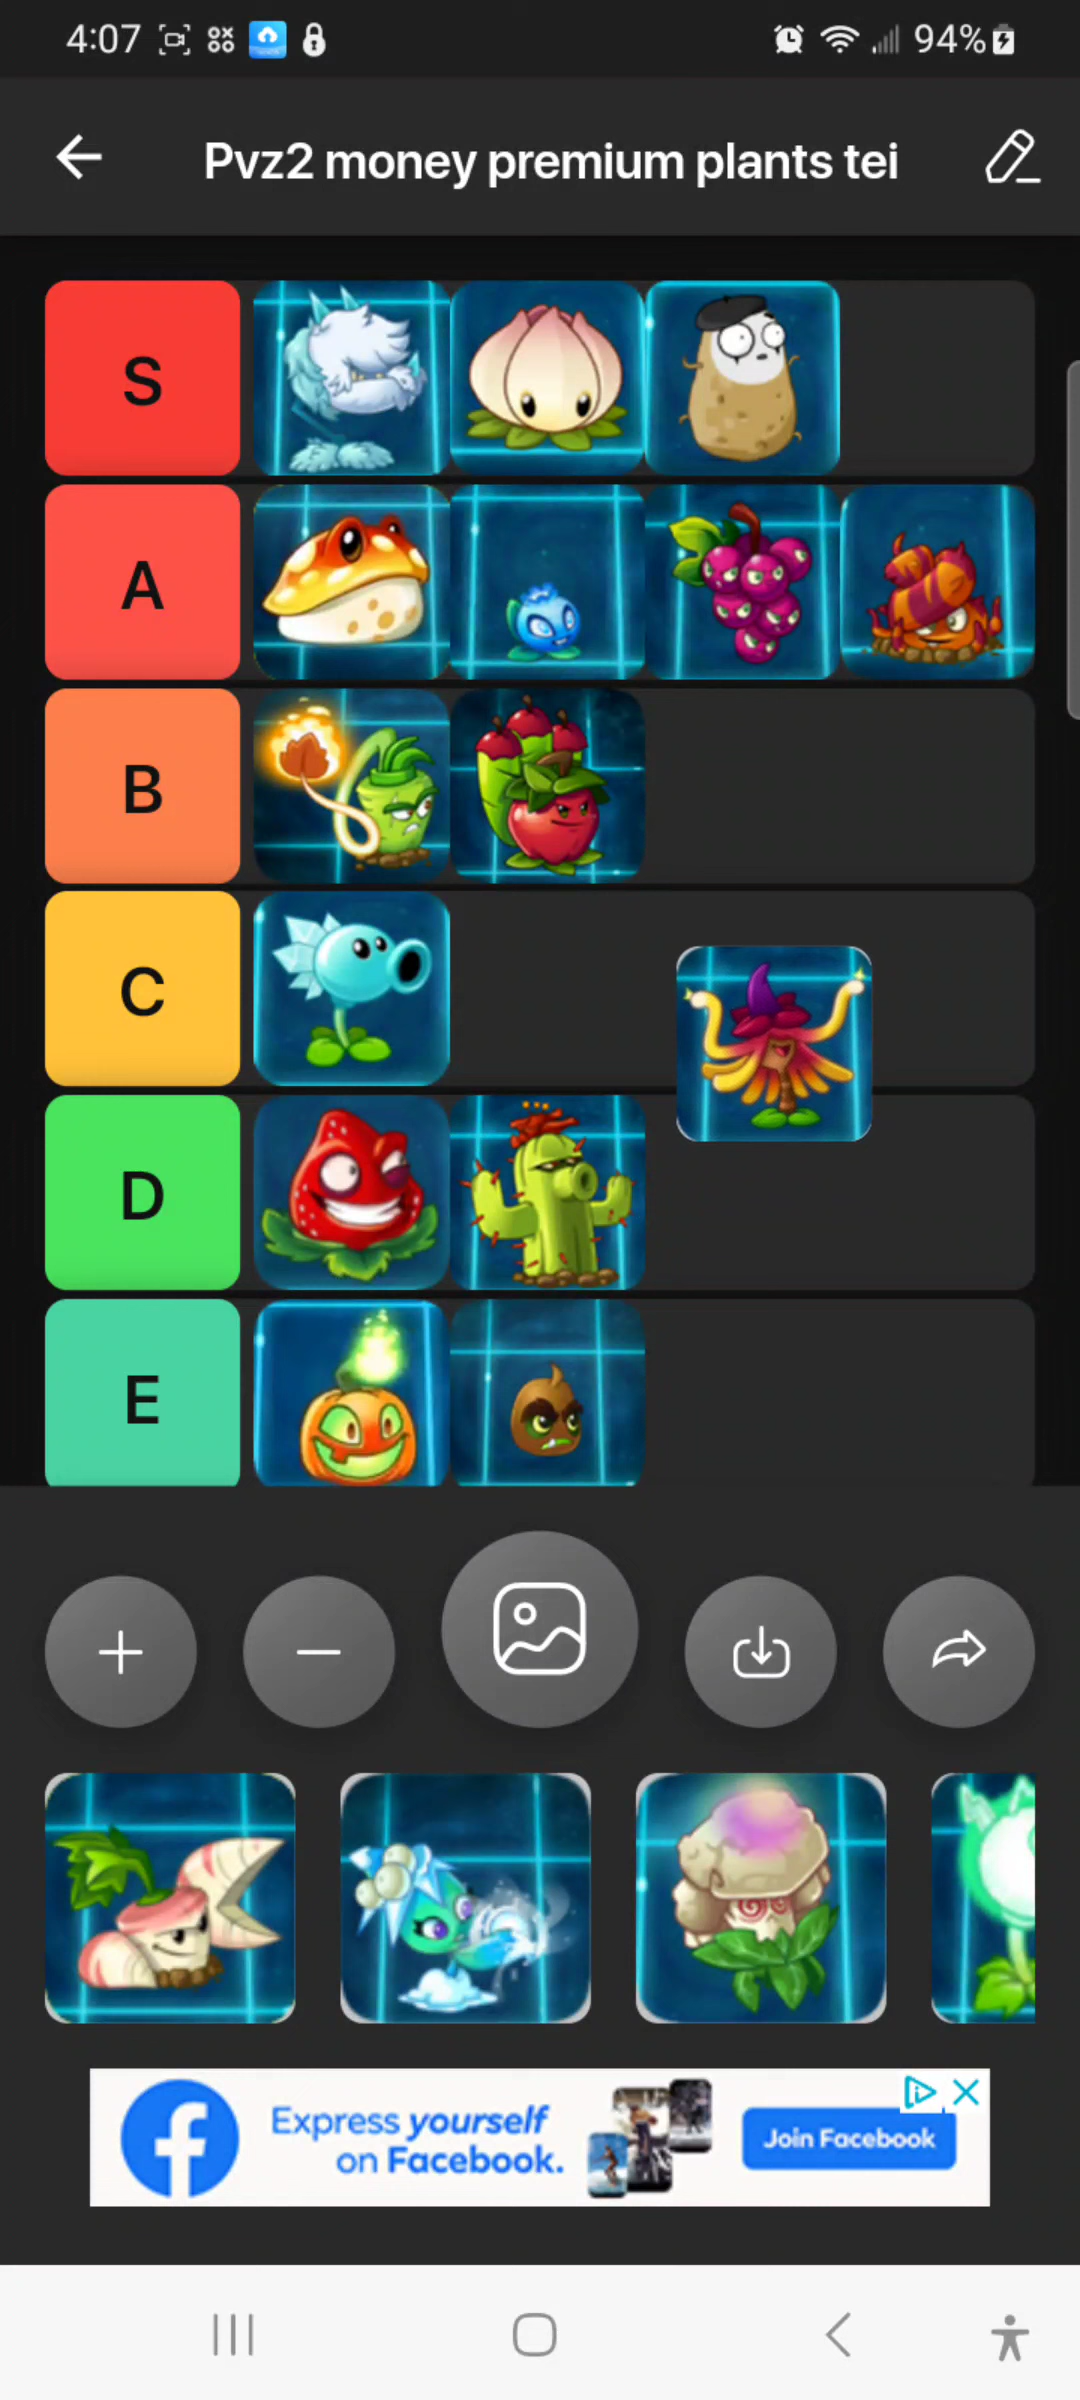 4:07
94%
Pvz2 money premium plants tei
S
A
B
C
D
E
Express yourself
on Facebook.
Join Facebook